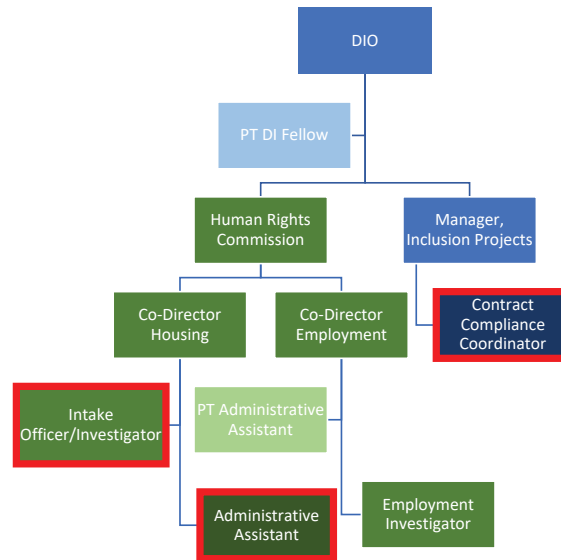 DIO
PT DI Fellow
Human Rights
Commission
Manager,
Inclusion Projects
Co-Director
Housing
Co-Director
Employment
Contract
Compliance
Coordinator
Intake
Officer/Investigator
PT Administrative
Assistant
Administrative
Assistant
Employment
Investigator